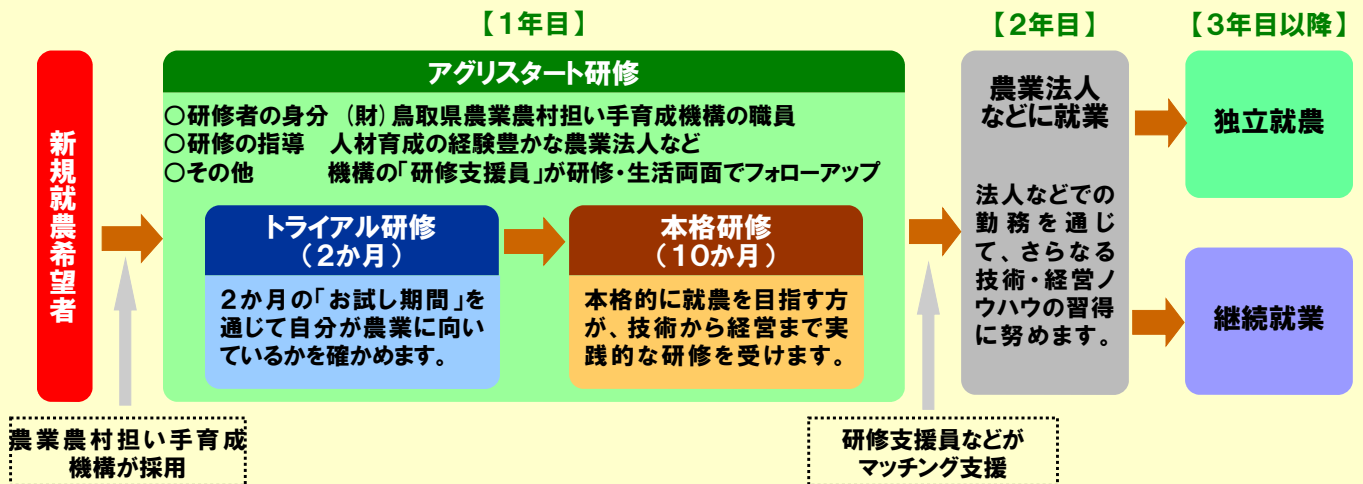 【1年目】
【2年目】
【3年目以降】
新規就農希望者
アグリスタート研修
○研修者の身分 (財)鳥取県農業農村担い手育成機構の職員
○研修の指導 人材育成の経験豊かな農業法人など
○その他 機構の「研修支援員」が研修・生活両面でフォローアップ
トライアル研修
(2か月)
2か月の「お試し期間」を
通じて自分が農業に向い
ているかを確かめます。
本格研修
(10か月)
本格的に就農を目指す方
が、技術から経営まで実
践的な研修を受けます。
農業法人
などに就業
法人などでの
勤務を通じ
て、さらなる
技術・経営ノ
ウハウの習得
に努めます。
独立就農
継続就業
農業農村担い手育成
機構が採用
研修支援員などが
マッチング支援